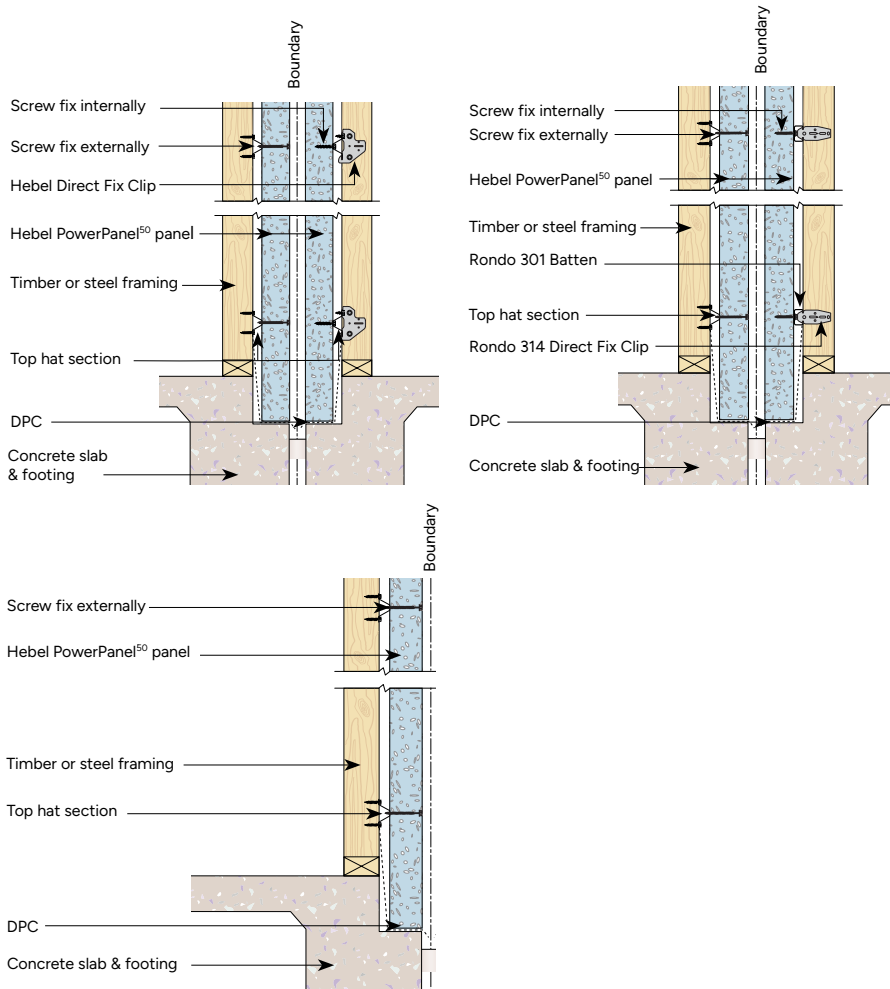 Boundary
Screw fix internally
Screw fix externally
Hebel Direct Fix Clip
Hebel PowerPanel⁵⁰ panel
Timber or steel framing
Top hat section
DPC
Concrete slab
& footing
Boundary
Screw fix internally
Screw fix externally
Hebel PowerPanel⁵⁰ panel
Timber or steel framing
Rondo 301 Batten
Top hat section
Rondo 314 Direct Fix Clip
DPC
Concrete slab & footing
Boundary
Screw fix externally
Hebel PowerPanel⁵⁰ panel
Timber or steel framing
Top hat section
DPC
Concrete slab & footing